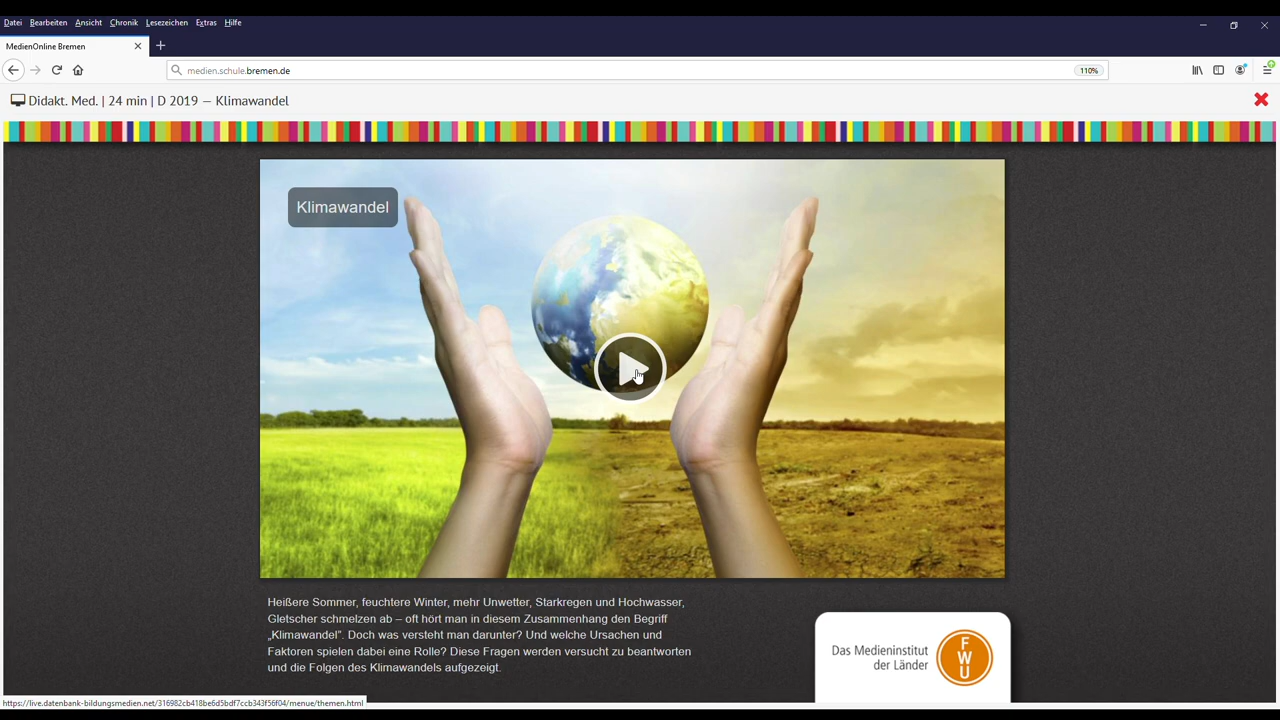 Datei Bearbeiten Ansicht Chronik Lesezeichen Extras Hilfe
MedienOnline Bremen
medien.schule.bremen.de 110%
Didakt. Med. | 24 min | D 2019 — Klimawandel
Klimawandel
Heißere Sommer, feuchtere Winter, mehr Unwetter, Starkregen und Hochwasser,
Gletscher schmelzen ab – oft hört man in diesem Zusammenhang den Begriff
„Klimawandel". Doch was versteht man darunter? Und welche Ursachen und
Faktoren spielen dabei eine Rolle? Diese Fragen werden versucht zu beantworten
und die Folgen des Klimawandels aufgezeigt.
Das Medieninstitut
der Länder
FWU
https://live.datenbank-bildungsmedien.net/316982cb418be6d5bdf7ccb343f56f04/menue/themen.html